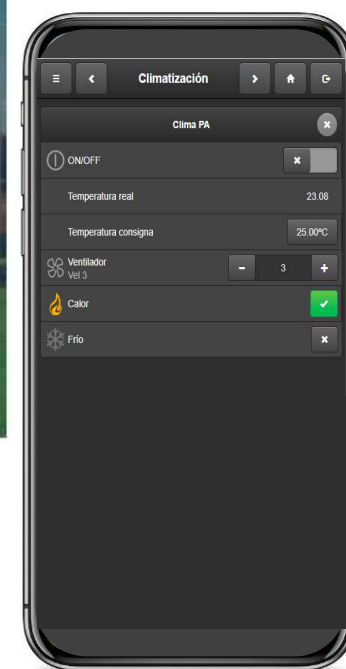 Climatización
Clima PA
ON/OFF
Temperatura real 23.08
Temperatura consigna 25.00ºC
Ventilador
Vel 3
- 3 +
Calor
Frío